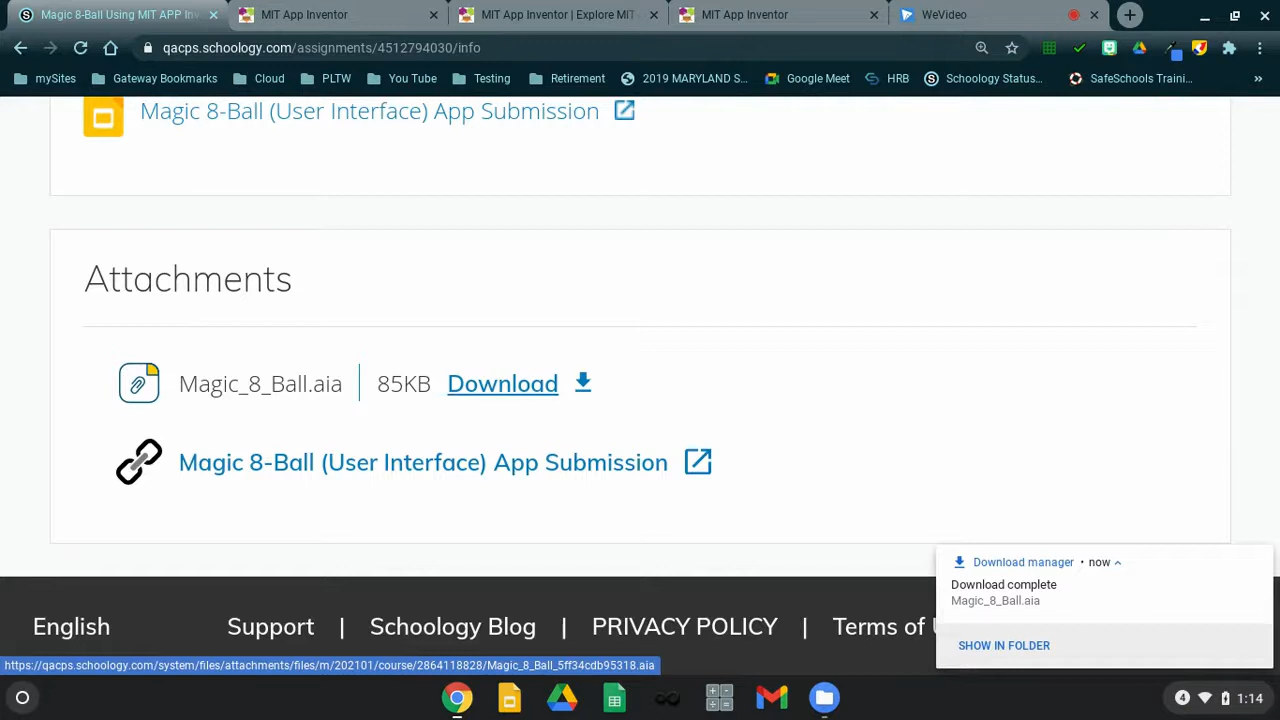 Magic 8-Ball Using MIT APP Inv
MIT App Inventor
MIT App Inventor | Explore MIT
MIT App Inventor
WeVideo
qacps.schoology.com/assignments/4512794030/info
mySites
Gateway Bookmarks
Cloud
PLTW
You Tube
Testing
Retirement
2019 MARYLAND S...
Google Meet
HRB
Schoology Status...
SafeSchools Traini...
»
Magic 8-Ball (User Interface) App Submission
Attachments
Magic_8_Ball.aia | 85KB Download
Magic 8-Ball (User Interface) App Submission
Download manager • now
Download complete
Magic_8_Ball.aia
SHOW IN FOLDER
English Support | Schoology Blog | PRIVACY POLICY | Terms of U
https://qacps.schoology.com/system/files/attachments/files/m/202101/course/2864118828/Magic_8_Ball_5ff34cdb95318.aia
4 1:14